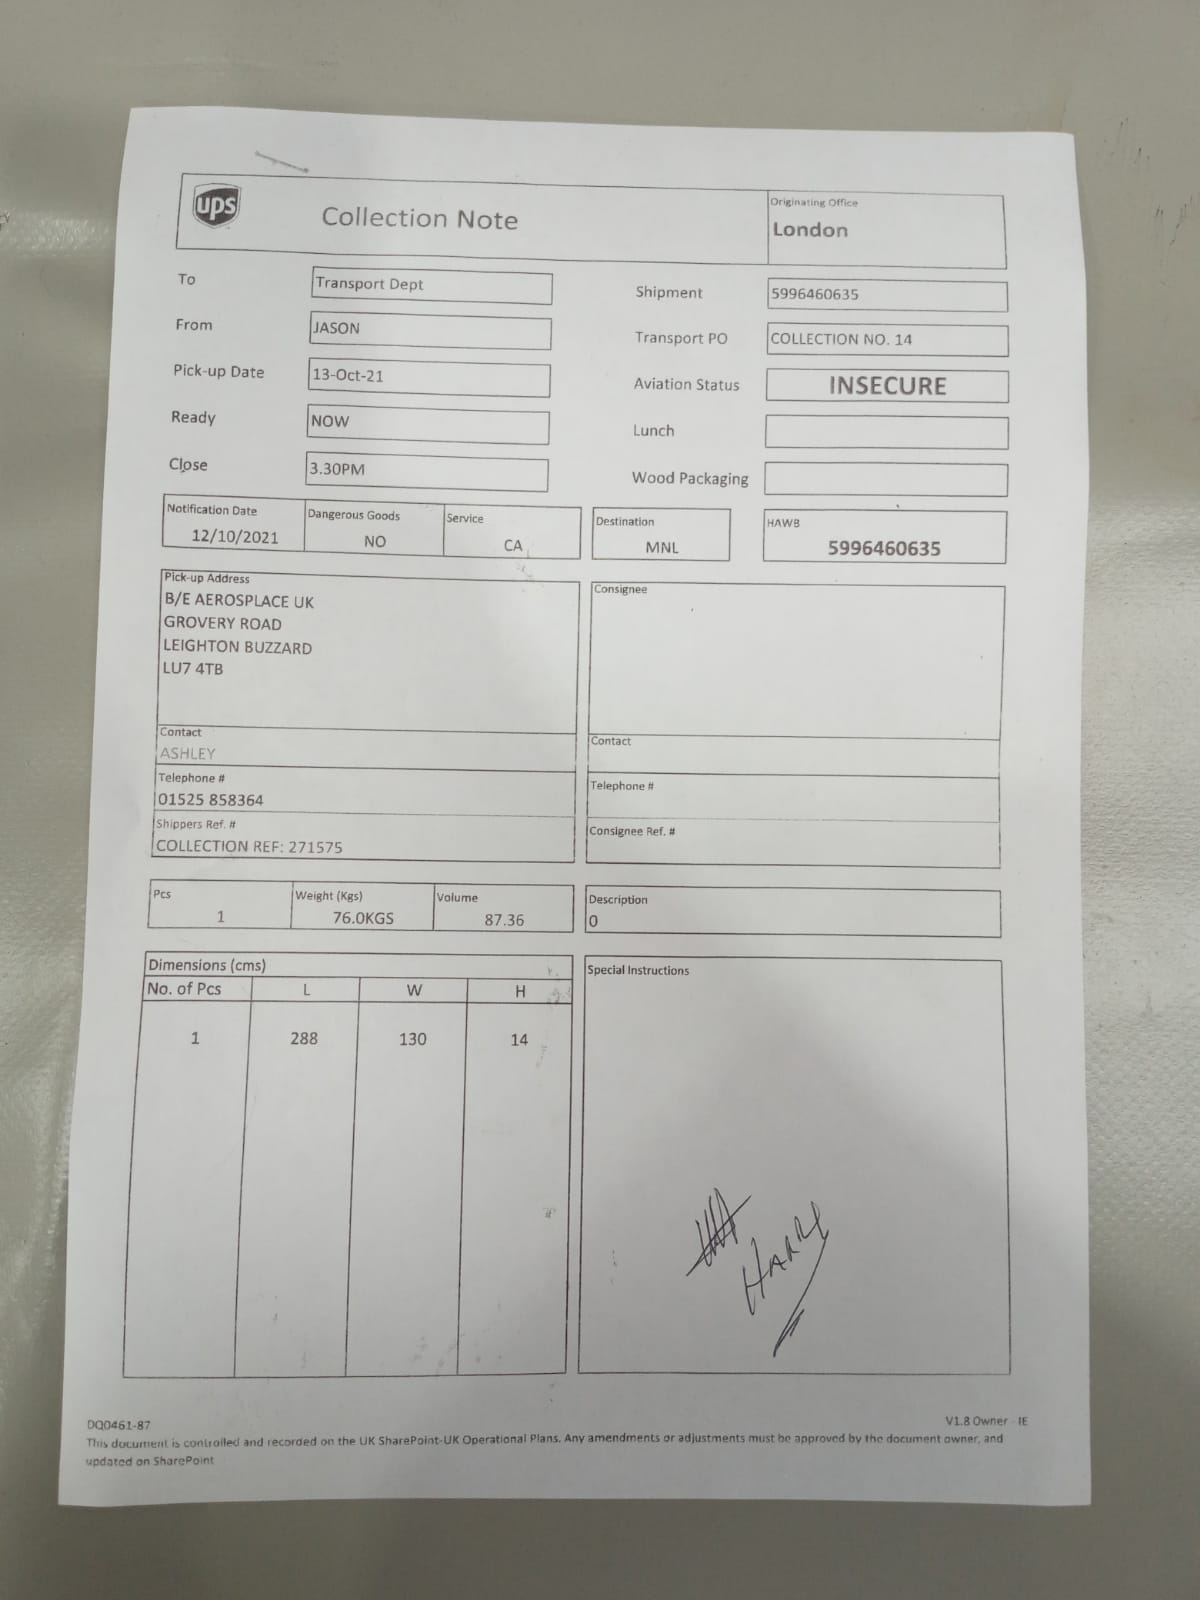 ups
Collection Note
Originating Office
London
To
Transport Dept
From
JASON
Pick-up Date
13-Oct-21
Ready
NOW
Close
3.30PM
Shipment
5996460635
Transport PO
COLLECTION NO. 14
Aviation Status
INSECURE
Lunch
Wood Packaging
Notification Date
12/10/2021
Dangerous Goods
NO
Service
CA
Destination
MNL
HAWB
5996460635
Pick-up Address
B/E AEROSPLACE UK
GROVERY ROAD
LEIGHTON BUZZARD
LU7 4TB
Contact
ASHLEY
Telephone #
01525 858364
Shippers Ref. #
COLLECTION REF: 271575
Consignee
Contact
Telephone #
Consignee Ref. #
Pcs
1
Weight (Kgs)
76.0KGS
Volume
87.36
Description
0
Dimensions (cms)
No. of Pcs L W H
1 288 130 14
Special Instructions
HARRY
DQ0461-87
V1.8 Owner - IE
This document is controlled and recorded on the UK SharePoint-UK Operational Plans. Any amendments or adjustments must be approved by the document owner, and
updated on SharePoint